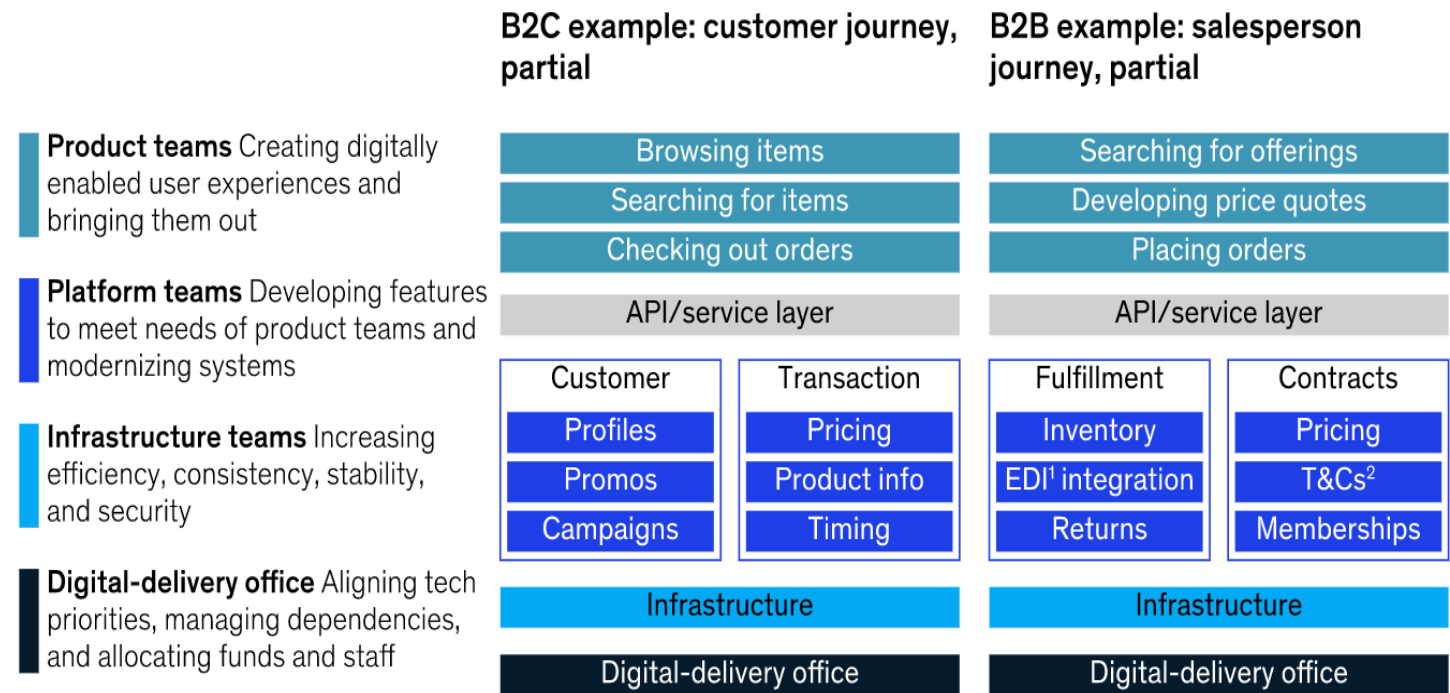 B2C example: customer journey,
partial
B2B example: salesperson
journey, partial
Product teams Creating digitally
enabled user experiences and
bringing them out
Platform teams Developing features
to meet needs of product teams and
modernizing systems
Infrastructure teams Increasing
efficiency, consistency, stability,
and security
Digital-delivery office Aligning tech
priorities, managing dependencies,
and allocating funds and staff
Browsing items
Searching for items
Checking out orders
API/service layer
Customer
Profiles
Promos
Campaigns
Transaction
Pricing
Product info
Timing
Infrastructure
Digital-delivery office
Searching for offerings
Developing price quotes
Placing orders
API/service layer
Fulfillment
Inventory
EDI¹ integration
Returns
Contracts
Pricing
T&Cs²
Memberships
Infrastructure
Digital-delivery office